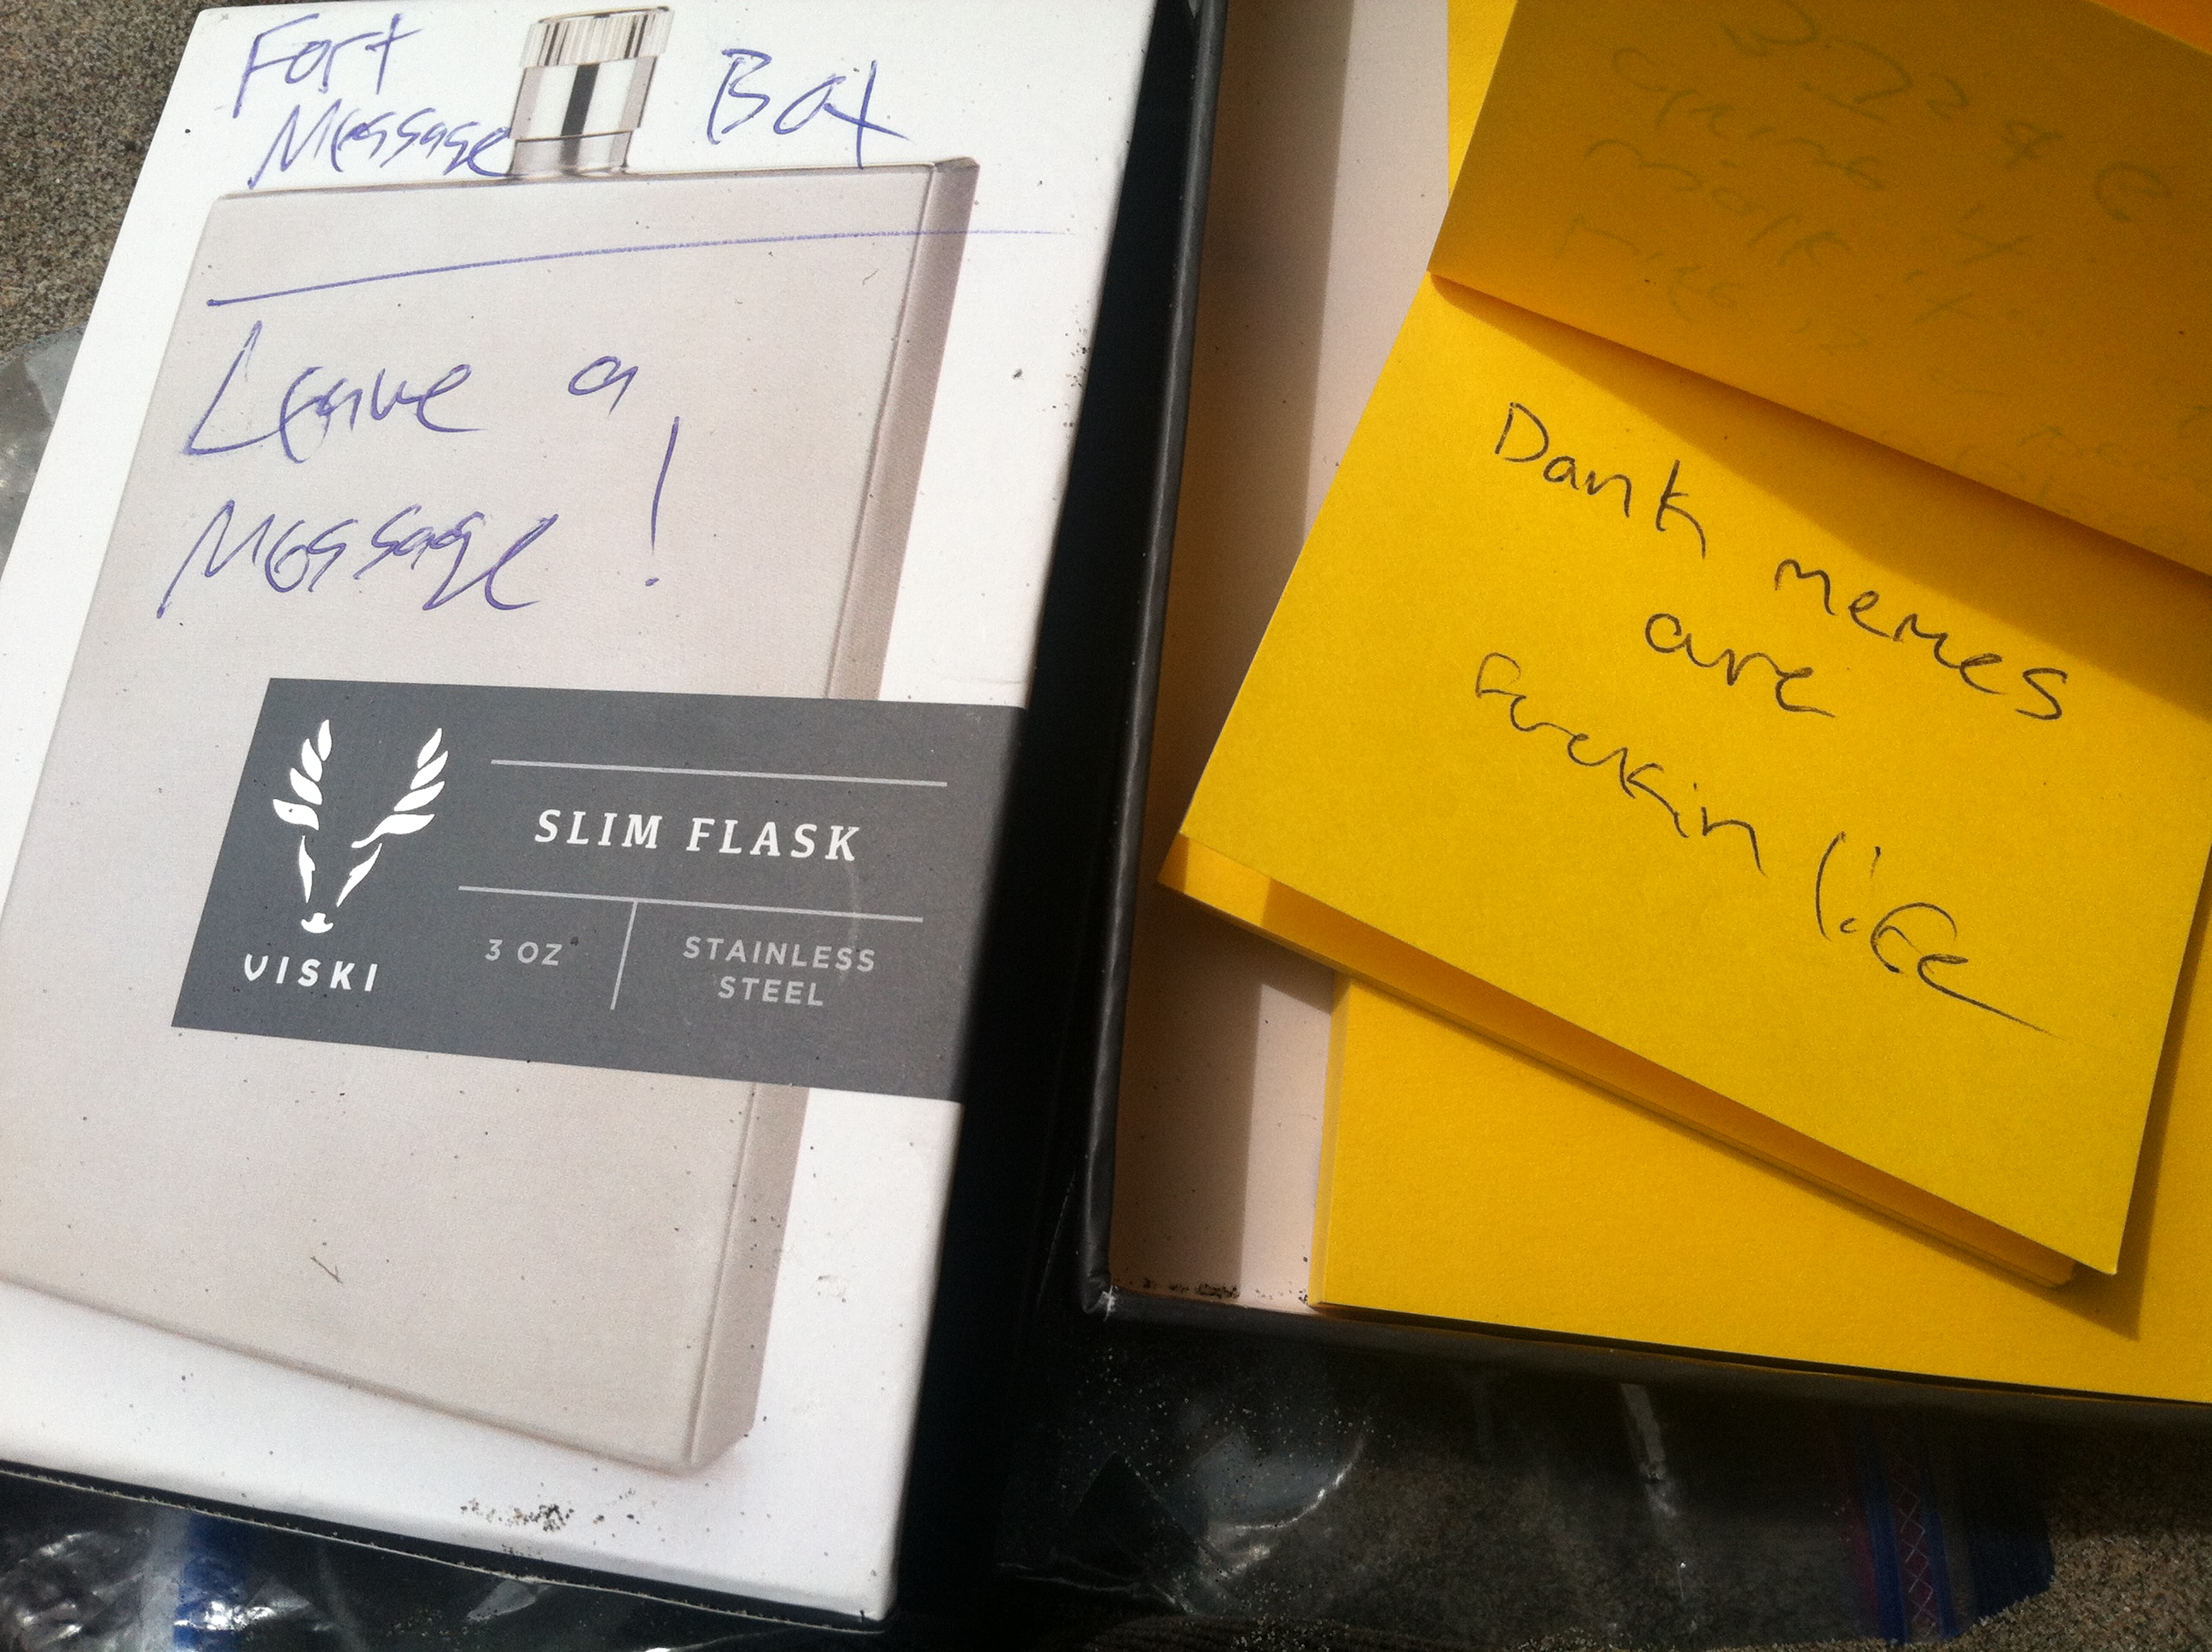 Fort
Message Box
Leave a
Message!
SLIM FLASK
VISKI
3 OZ
STAINLESS
STEEL
Dank memes
are
Fuckin life